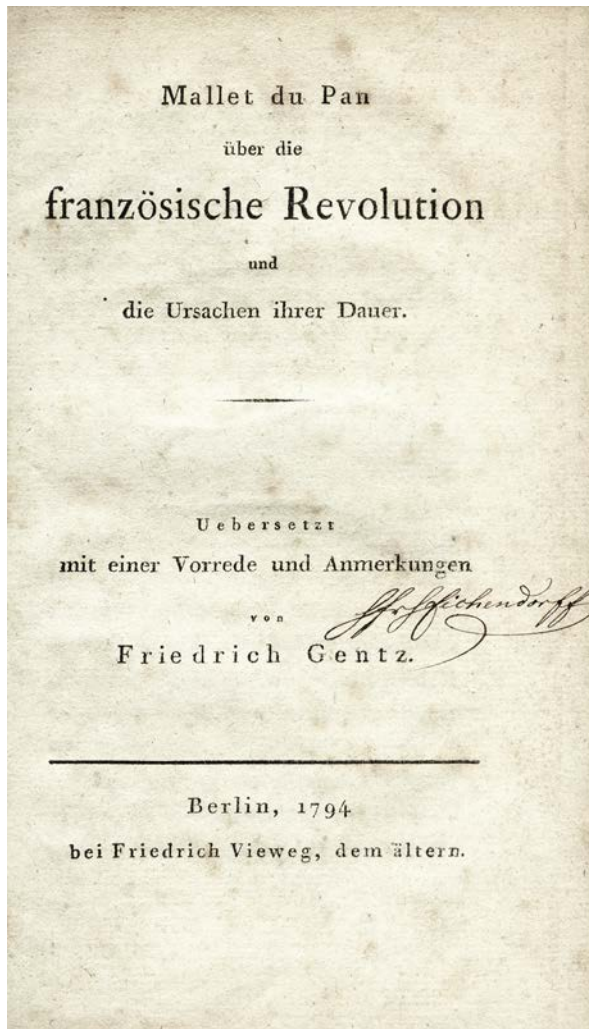 Mallet du Pan
über die
französische Revolution
und
die Ursachen ihrer Dauer.
Uebersetzt
mit einer Vorrede und Anmerkungen
von
Eichendorff
Friedrich Gentz.
Berlin, 1794
bei Friedrich Vieweg, dem ältern.